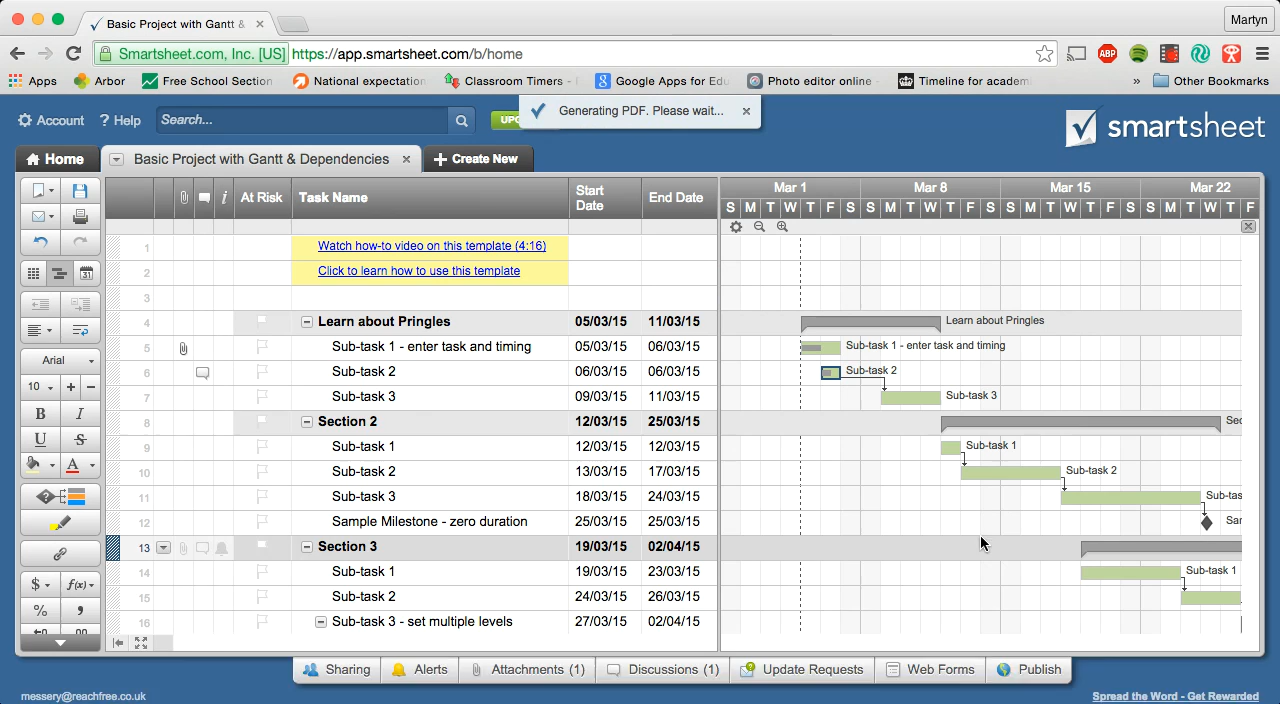 Basic Project with Gantt &
Martyn
Smartsheet.com, Inc. [US] https://app.smartsheet.com/b/home
ABP
Apps Arbor Free School Section National expectation Classroom Timers - Google Apps for Edu Photo editor online Timeline for academ » Other Bookmarks
Account ? Help Search... UPG Generating PDF. Please wait... smartsheet
Home Basic Project with Gantt & Dependencies Create New
i At Risk Task Name Start Date End Date Mar 1 Mar 8 Mar 15 Mar 22
S M T W T F S S M T W T F S S M T W T F S S M T W T F
1 Watch how-to video on this template (4:16)
2 Click to learn how to use this template
3
4 Learn about Pringles 05/03/15 11/03/15 Learn about Pringles
5 Sub-task 1 - enter task and timing 05/03/15 06/03/15 Sub-task 1 - enter task and timing
6 Sub-task 2 06/03/15 06/03/15 Sub-task 2
7 Sub-task 3 09/03/15 11/03/15 Sub-task 3
8 Section 2 12/03/15 25/03/15 Sec
9 Sub-task 1 12/03/15 12/03/15 Sub-task 1
10 Sub-task 2 13/03/15 17/03/15 Sub-task 2
11 Sub-task 3 18/03/15 24/03/15 Sub-tas
12 Sample Milestone - zero duration 25/03/15 25/03/15 Sar
13 Section 3 19/03/15 02/04/15
14 Sub-task 1 19/03/15 23/03/15 Sub-task 1
15 Sub-task 2 24/03/15 26/03/15
16 Sub-task 3 - set multiple levels 27/03/15 02/04/15
31
Arial
10 + −
B I
U S
A
$ f(x)
% ,
Sharing Alerts Attachments (1) Discussions (1) Update Requests Web Forms Publish
messery@reachfree.co.uk Spread the Word - Get Rewarded